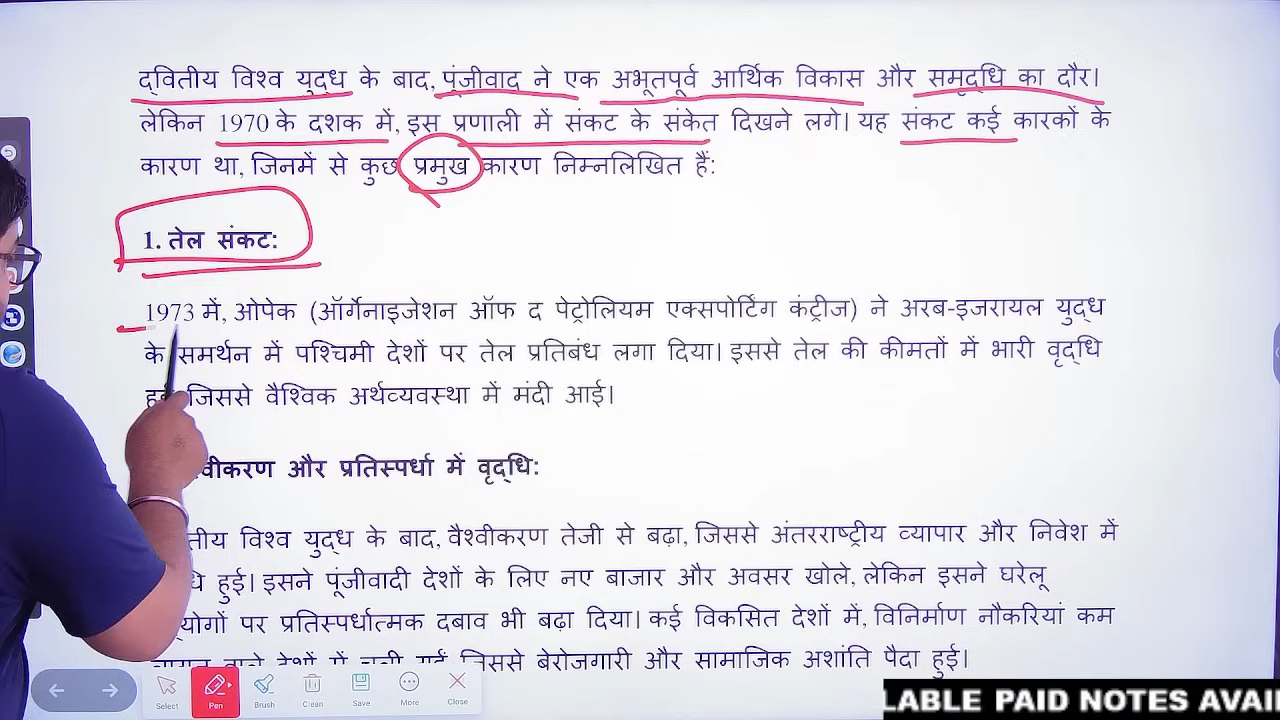 द्वितीय विश्व युद्ध के बाद, पूंजीवाद ने एक अभूतपूर्व आर्थिक विकास और समृद्धि का दौर।
लेकिन 1970 के दशक में, इस प्रणाली में संकट के संकेत दिखने लगे। यह संकट कई कारकों के
कारण था, जिनमें से कुछ प्रमुख कारण निम्नलिखित हैं:
1. तेल संकट:
1973 में, ओपेक (ऑर्गेनाइजेशन ऑफ द पेट्रोलियम एक्सपोर्टिंग कंट्रीज) ने अरब-इजरायल युद्ध
के समर्थन में पश्चिमी देशों पर तेल प्रतिबंध लगा दिया। इससे तेल की कीमतों में भारी वृद्धि
जिससे वैश्विक अर्थव्यवस्था में मंदी आई।
और प्रतिस्पर्धा में वृद्धि:
विश्व युद्ध के बाद, वैश्वीकरण तेजी से बढ़ा, जिससे अंतरराष्ट्रीय व्यापार और निवेश में
हुई। इसने पूंजीवादी देशों के लिए नए बाजार और अवसर खोले, लेकिन इसने घरेलू
पर प्रतिस्पर्धात्मक दबाव भी बढ़ा दिया। कई विकसित देशों में, विनिर्माण नौकरियां कम
जिससे बेरोजगारी और सामाजिक अशांति पैदा हुई।
Select Pen Brush Clean Save More Close
PAID NOTES